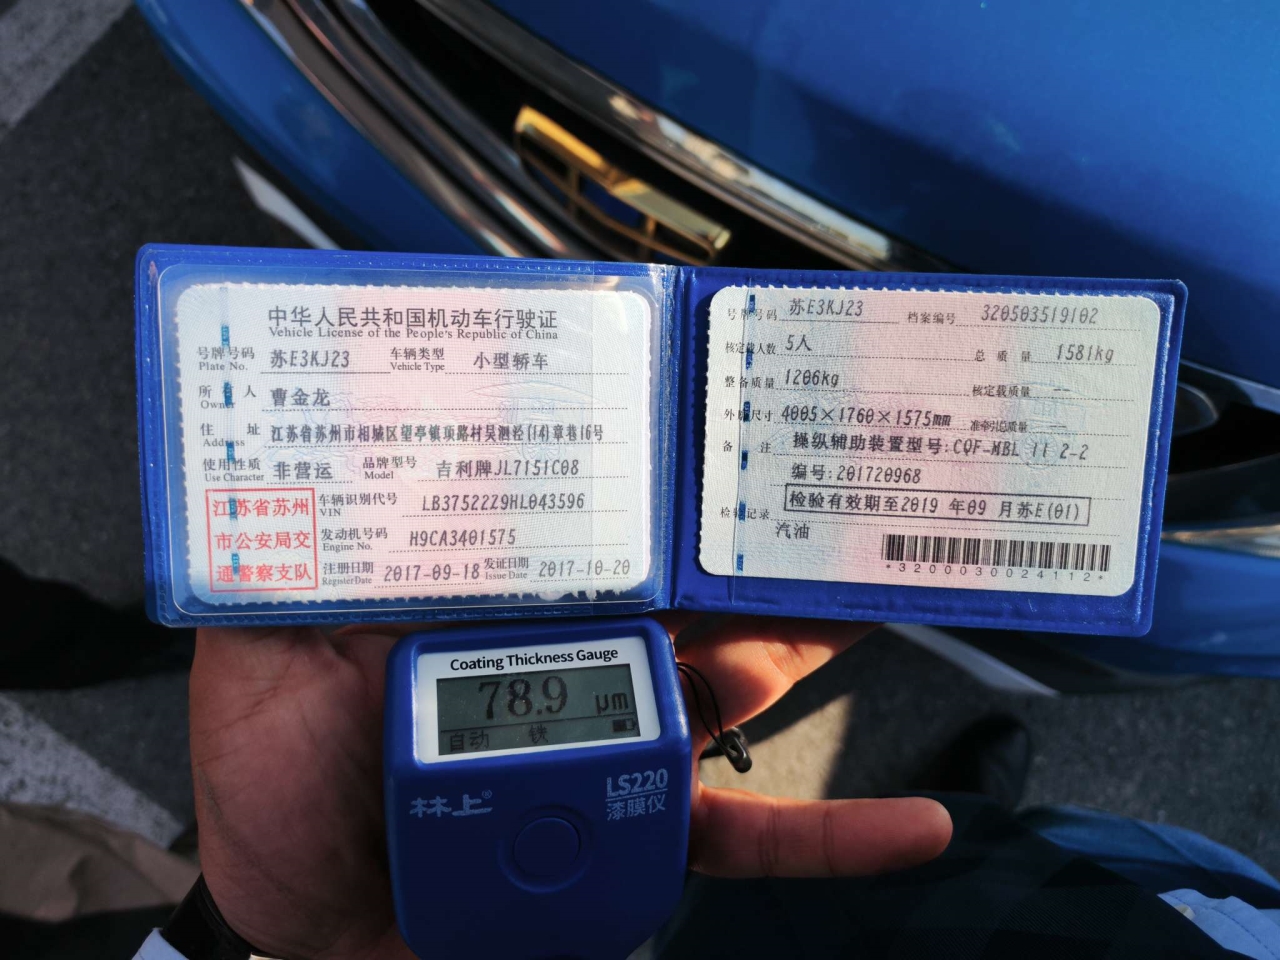 中华人民共和国机动车行驶证
Vehicle License of the People's Republic of China
号牌号码 苏E3KJ23 车辆类型 小型轿车
Plate No. Vehicle Type
所有人 曹金龙
Owner
住址 江苏省苏州市相城区望亭镇项路村吴泗泾(14)章巷16号
Address
使用性质 非营运 品牌型号 吉利牌JL7151C08
Use Character Model
江苏省苏州
市公安局交
通警察支队
车辆识别代号 LB37522Z9HL043596
VIN
发动机号码 H9CA3401575
Engine No.
注册日期 2017-09-18 发证日期 2017-10-20
Register Date Issue Date
号牌号码 苏E3KJ23 档案编号 320503519102
核定载人数 5人 总质量 1581kg
整备质量 1206kg 核定载质量 --
外廓尺寸 4005×1760×1575mm 准牵引总质量 --
备注 操纵辅助装置型号:CQF-MBL II 2-2
编号:201720968
检验有效期至2019 年09 月苏E(01)
检验记录
汽油
*3200030024112*
Coating Thickness Gauge
78.9 μm
自动 铁
林上®
LS220
漆膜仪